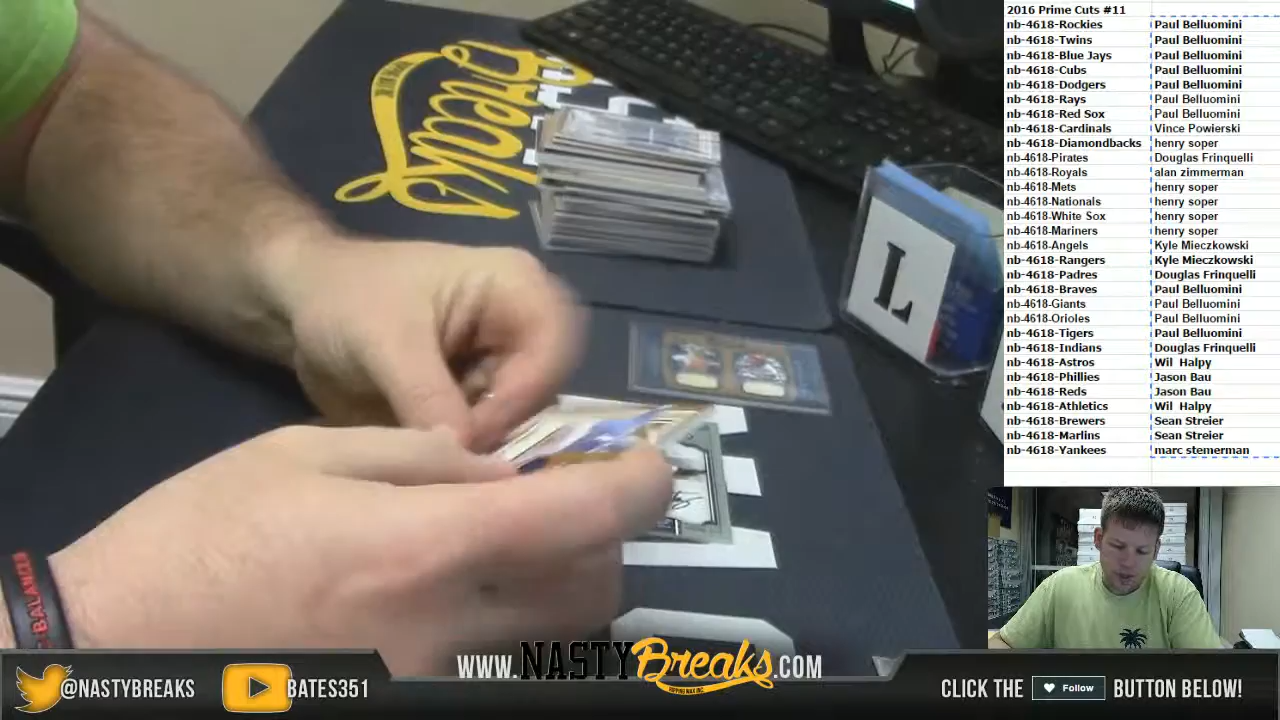 2016 Prime Cuts #11
nb-4618-Rockies Paul Belluomini
nb-4618-Twins Paul Belluomini
nb-4618-Blue Jays Paul Belluomini
nb-4618-Cubs Paul Belluomini
nb-4618-Dodgers Paul Belluomini
nb-4618-Rays Paul Belluomini
nb-4618-Red Sox Paul Belluomini
nb-4618-Cardinals Vince Powierski
nb-4618-Diamondbacks henry soper
nb-4618-Pirates Douglas Frinquelli
nb-4618-Royals alan zimmerman
nb-4618-Mets henry soper
nb-4618-Nationals henry soper
nb-4618-White Sox henry soper
nb-4618-Mariners henry soper
nb-4618-Angels Kyle Mieczkowski
nb-4618-Rangers Kyle Mieczkowski
nb-4618-Padres Douglas Frinquelli
nb-4618-Braves Paul Belluomini
nb-4618-Giants Paul Belluomini
nb-4618-Orioles Paul Belluomini
nb-4618-Tigers Paul Belluomini
nb-4618-Indians Douglas Frinquelli
nb-4618-Astros Wil Halpy
nb-4618-Phillies Jason Bau
nb-4618-Reds Jason Bau
nb-4618-Athletics Wil Halpy
nb-4618-Brewers Sean Streier
nb-4618-Marlins Sean Streier
nb-4618-Yankees marc stemerman
Breaks
L
BALANCE
WWW.NASTYBreaks.COM
@NASTYBREAKS
BATES351
CLICK THE Follow BUTTON BELOW!